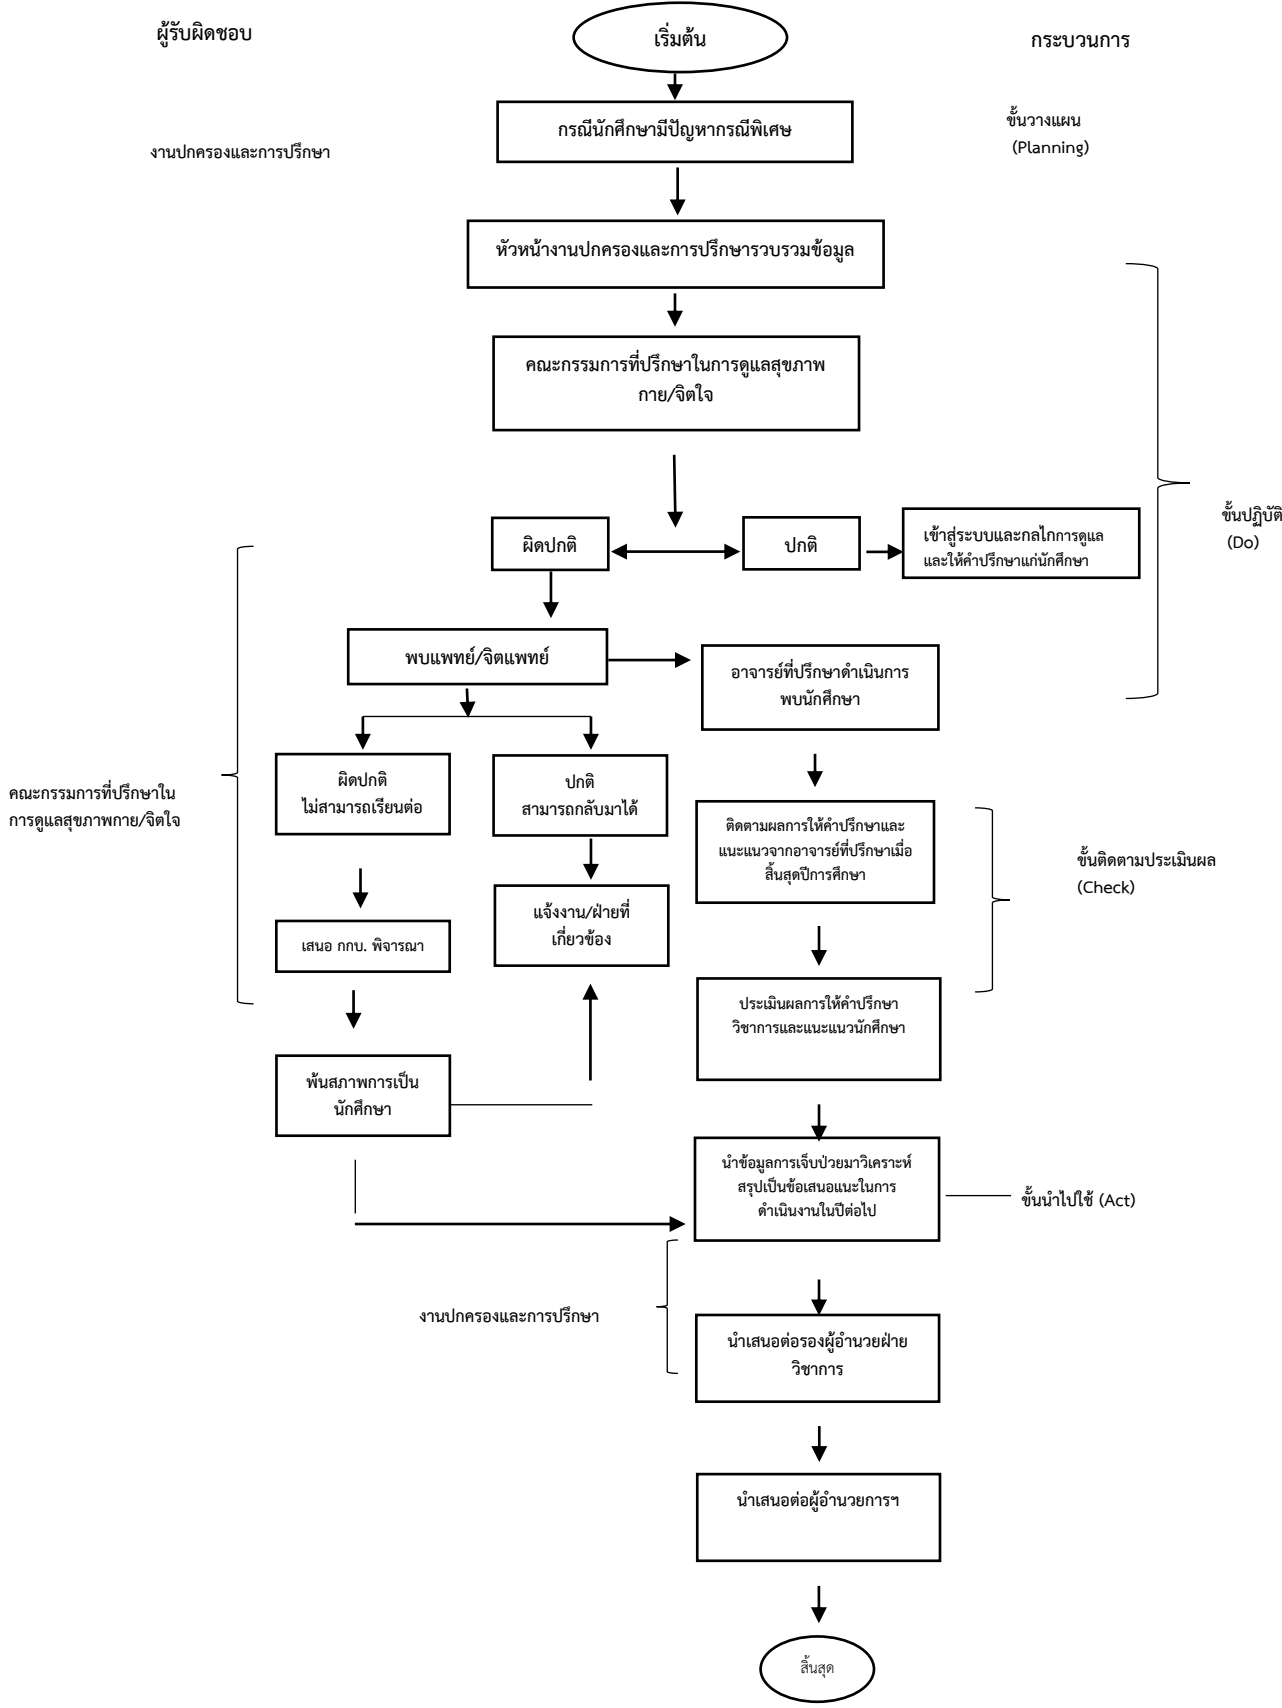 ผู้รับผิดชอบ
เริ่มต้น
กระบวนการ
กรณีนักศึกษามีปัญหากรณีพิเศษ
ขั้นวางแผน
(Planning)
งานปกครองและการปรึกษา
หัวหน้างานปกครองและการปรึกษารวบรวมข้อมูล
คณะกรรมการที่ปรึกษาในการดูแลสุขภาพ
กาย/จิตใจ
ผิดปกติ
ปกติ
เข้าสู่ระบบและกลไกการดูแล
และให้คำปรึกษาแก่นักศึกษา
ขั้นปฏิบัติ
(Do)
พบแพทย์/จิตแพทย์
อาจารย์ที่ปรึกษาดำเนินการ
พบนักศึกษา
คณะกรรมการที่ปรึกษาใน
การดูแลสุขภาพกาย/จิตใจ
ผิดปกติ
ไม่สามารถเรียนต่อ
ปกติ
สามารถกลับมาได้
ติดตามผลการให้คำปรึกษาและ
แนะแนวจากอาจารย์ที่ปรึกษาเมื่อ
สิ้นสุดปีการศึกษา
ขั้นติดตามประเมินผล
(Check)
เสนอ กกบ. พิจารณา
แจ้งงาน/ฝ่ายที่
เกี่ยวข้อง
ประเมินผลการให้คำปรึกษา
วิชาการและแนะแนวนักศึกษา
พ้นสภาพการเป็น
นักศึกษา
นำข้อมูลการเจ็บป่วยมาวิเคราะห์
สรุปเป็นข้อเสนอแนะในการ
ดำเนินงานในปีต่อไป
ขั้นนำไปใช้ (Act)
งานปกครองและการปรึกษา
นำเสนอต่อรองผู้อำนวยฝ่าย
วิชาการ
นำเสนอต่อผู้อำนวยการฯ
สิ้นสุด